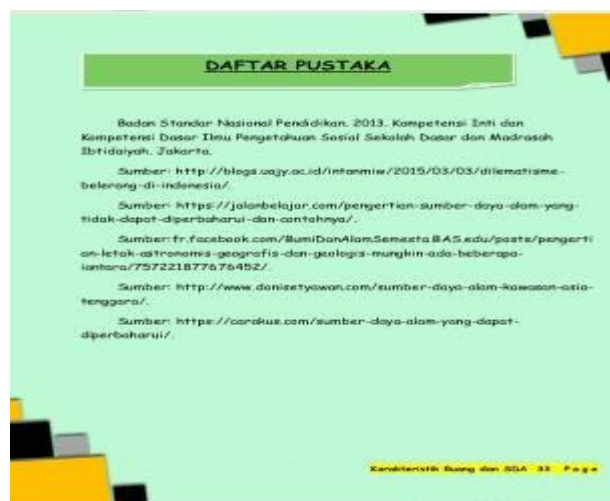 DAFTAR PUSTAKA
Badan Standar Nasional Pendidikan. 2013. Kompetensi Inti dan
Kompetensi Dasar Ilmu Pengetahuan Sosial Sekolah Dasar dan Madrasah
Ibtidaiyah. Jakarta.
Sumber: http://blogs.uajy.ac.id/intanmiw/2015/03/03/dilematisme-
belerang-di-indonesia/.
Sumber: https://jalanbelajar.com/pengertian-sumber-daya-alam-yang-
tidak-dapat-diperbaharui-dan-contohnya/.
Sumber:fr.facebook.com/BumiDanAlamSemesta.BAS.edu/posts/pengerti
an-letak-astronomis-geografis-dan-geologis-mungkin-ada-beberapa-
iantara/757221877676452/.
Sumber: http://www.donisetyawan.com/sumber-daya-alam-kawasan-asia-
tenggara/.
Sumber: https://carakus.com/sumber-daya-alam-yang-dapat-
diperbaharui/.
Karakteristik Ruang dan SDA 33 Page